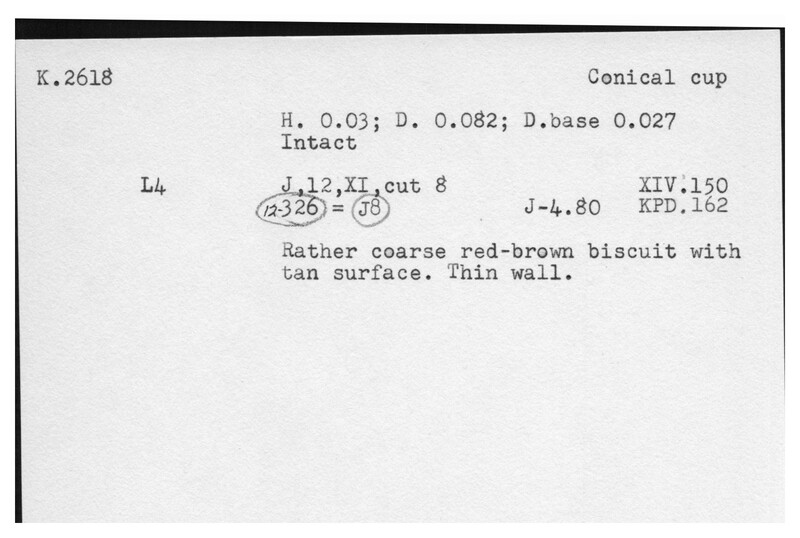 K.2618 Conical cup
H. 0.03; D. 0.082; D.base 0.027
Intact
L4 J,12,XI,cut 8 XIV.150
12-326 = J8 J-4.80 KPD.162
Rather coarse red-brown biscuit with
tan surface. Thin wall.